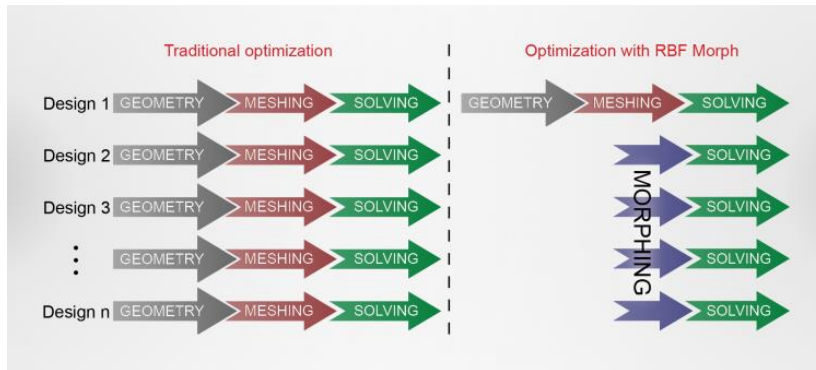 Traditional optimization
Optimization with RBF Morph
Design 1 GEOMETRY MESHING SOLVING
GEOMETRY MESHING SOLVING
Design 2 GEOMETRY MESHING SOLVING
SOLVING
Design 3 GEOMETRY MESHING SOLVING
SOLVING
GEOMETRY MESHING SOLVING
SOLVING
Design n GEOMETRY MESHING SOLVING
SOLVING
MORPHING